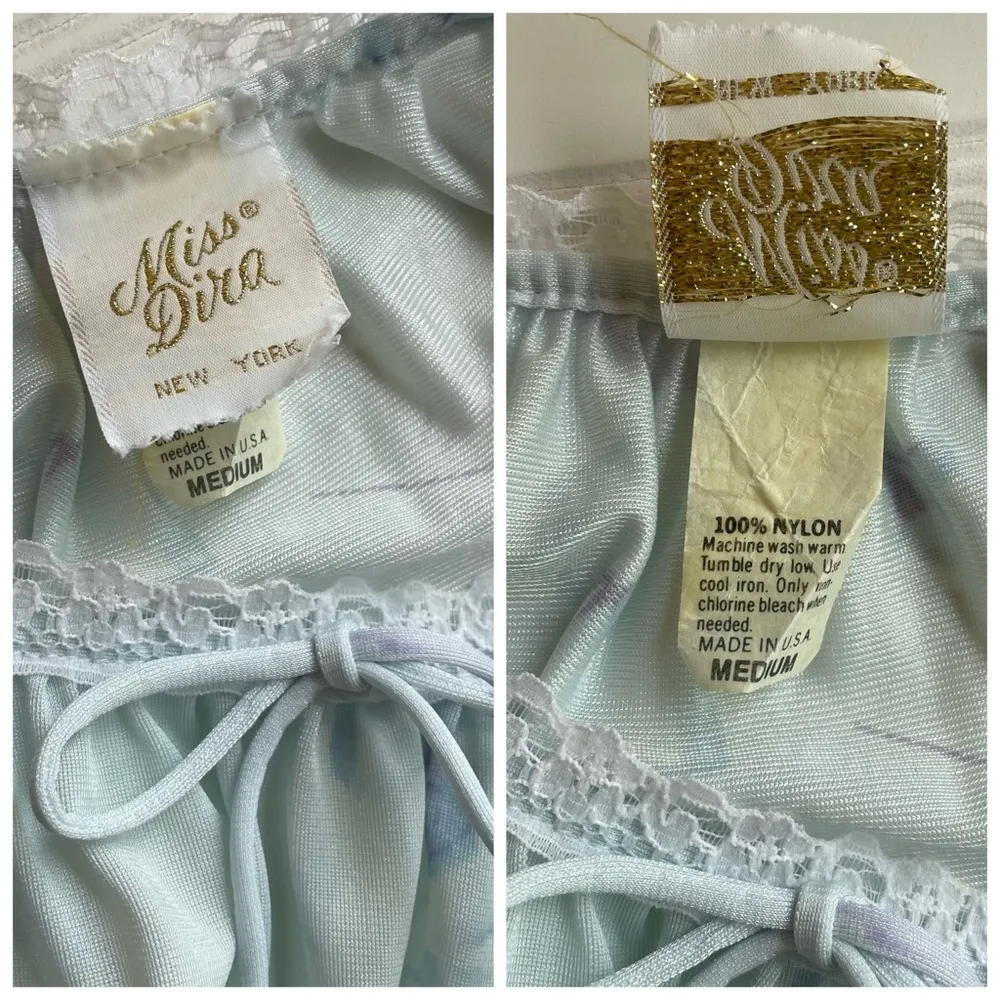 Miss®
Dira
NEW YORK
needed.
MADE IN U.S.A.
MEDIUM
100% NYLON
Machine wash warm
Tumble dry low. Use
cool iron. Only non-
chlorine bleach when
needed.
MADE IN U.S.A.
MEDIUM